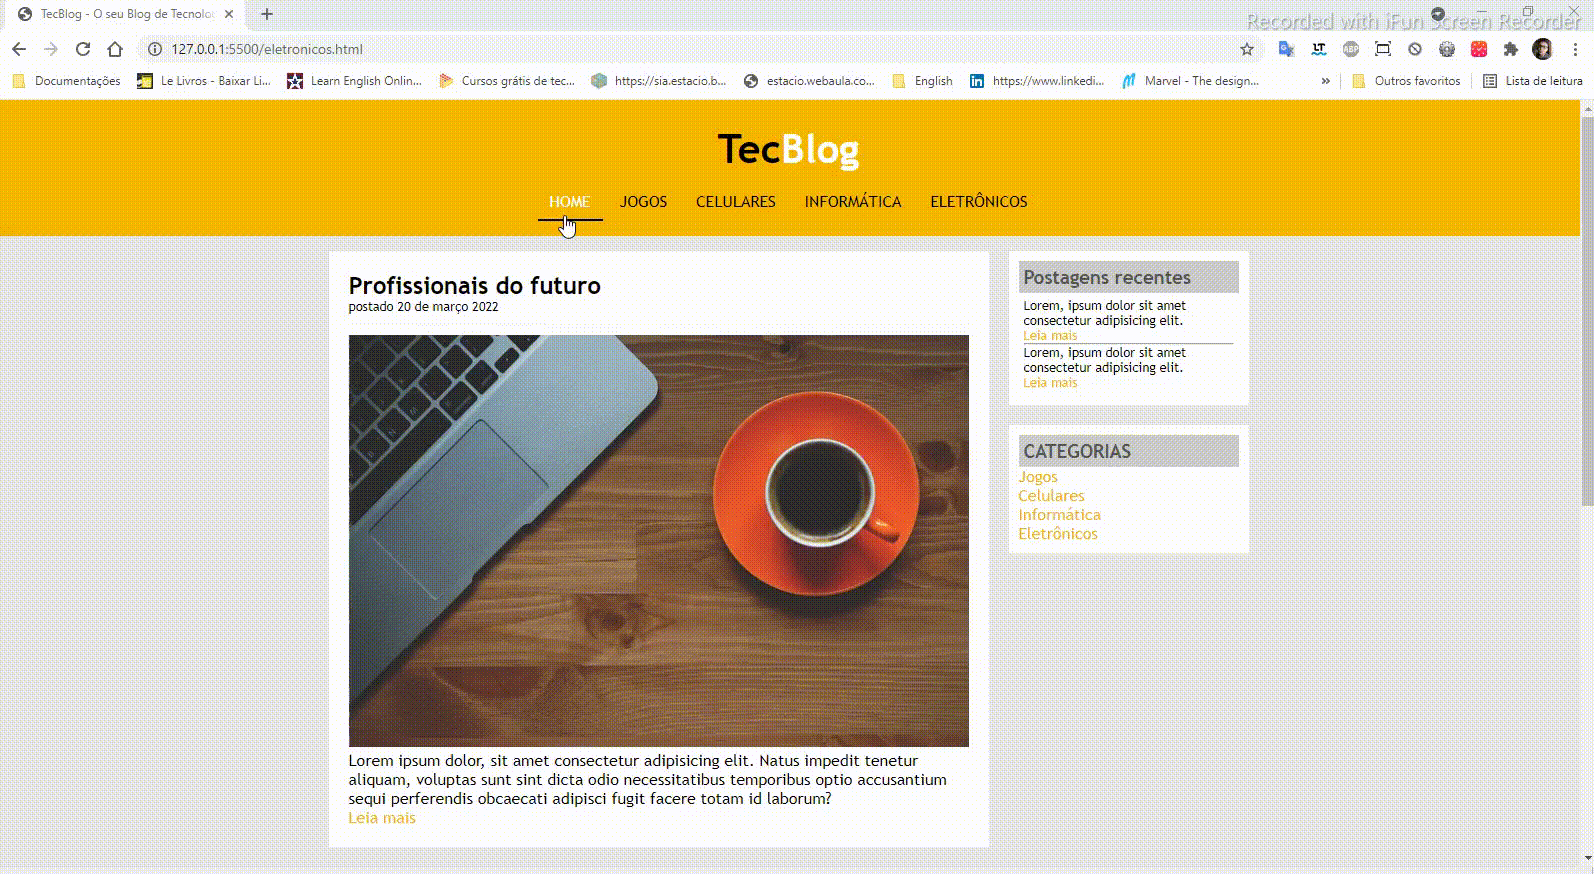 TecBlog - O seu Blog de Tecnolo
Recorded with iFun Screen Recorder
127.0.0.1:5500/eletronicos.html
Documentações
Le Livros - Baixar Li...
Learn English Onlin...
Cursos grátis de tec...
https://sia.estacio.b...
estacio.webaula.co...
English
https://www.linkedi...
Marvel - The design...
»
Outros favoritos
Lista de leitura
TecBlog
HOME JOGOS CELULARES INFORMÁTICA ELETRÔNICOS
Profissionais do futuro
postado 20 de março 2022
Lorem ipsum dolor, sit amet consectetur adipisicing elit. Natus impedit tenetur
aliquam, voluptas sunt sint dicta odio necessitatibus temporibus optio accusantium
sequi perferendis obcaecati adipisci fugit facere totam id laborum?
Leia mais
Postagens recentes
Lorem, ipsum dolor sit amet
consectetur adipisicing elit.
Leia mais
Lorem, ipsum dolor sit amet
consectetur adipisicing elit.
Leia mais
CATEGORIAS
Jogos
Celulares
Informática
Eletrônicos